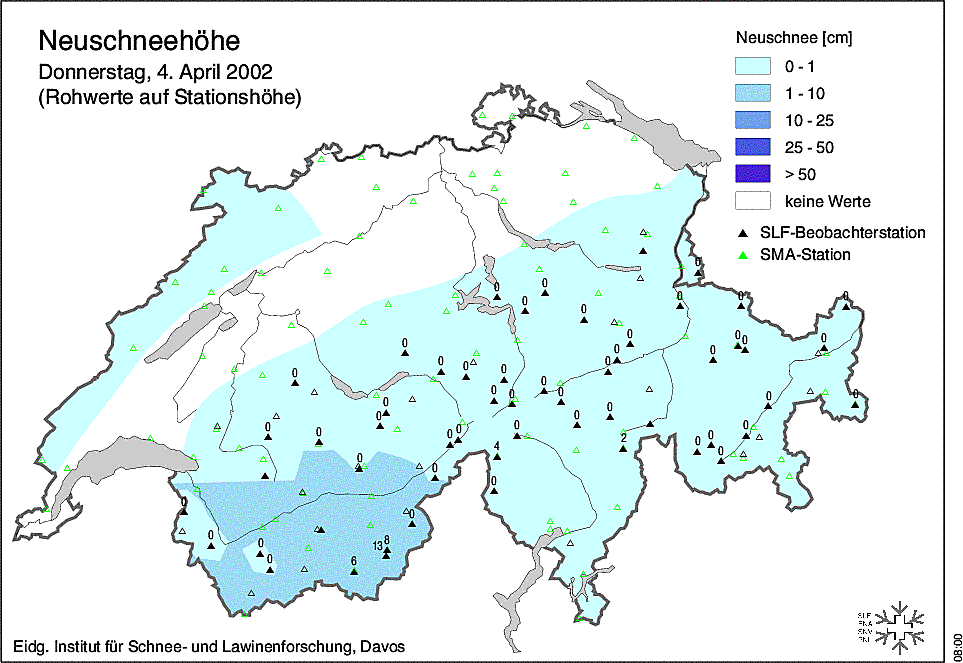 Neuschneehöhe
Donnerstag, 4. April 2002
(Rohwerte auf Stationshöhe)
Neuschnee [cm]
0 - 1
1 - 10
10 - 25
25 - 50
> 50
keine Werte
SLF-Beobachterstation
SMA-Station
0
0 0 0
0 0 0 0
0 0
0 0 0 0
0 0 0 0 0
0 0 0 0 0 0
0 0 0 0 0
0 0 0 0 0 0 0
4 2 0 0
0 0
0
0 0
0 0 13 8
0 6
Eidg. Institut für Schnee- und Lawinenforschung, Davos
SLF
FNA
SNV
FNL
08:00